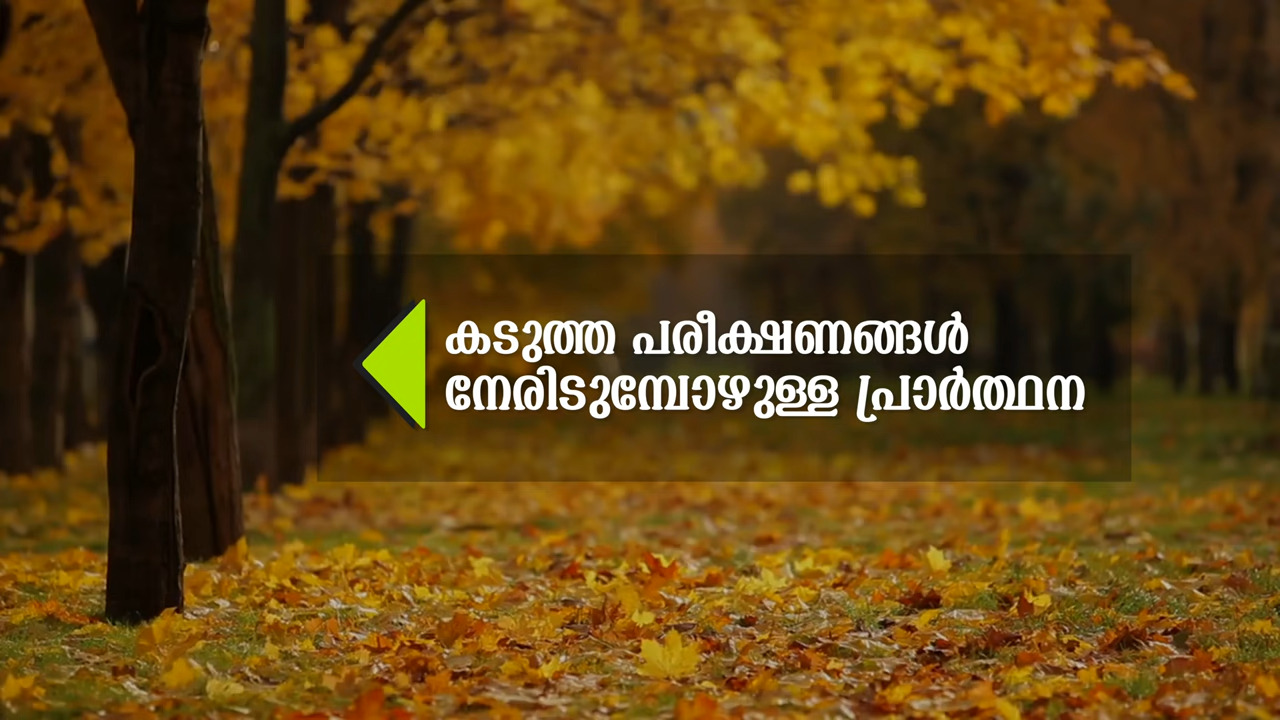 കടുത്ത പരീക്ഷണങ്ങൾ
നേരിടുമ്പോഴുള്ള പ്രാർത്ഥന